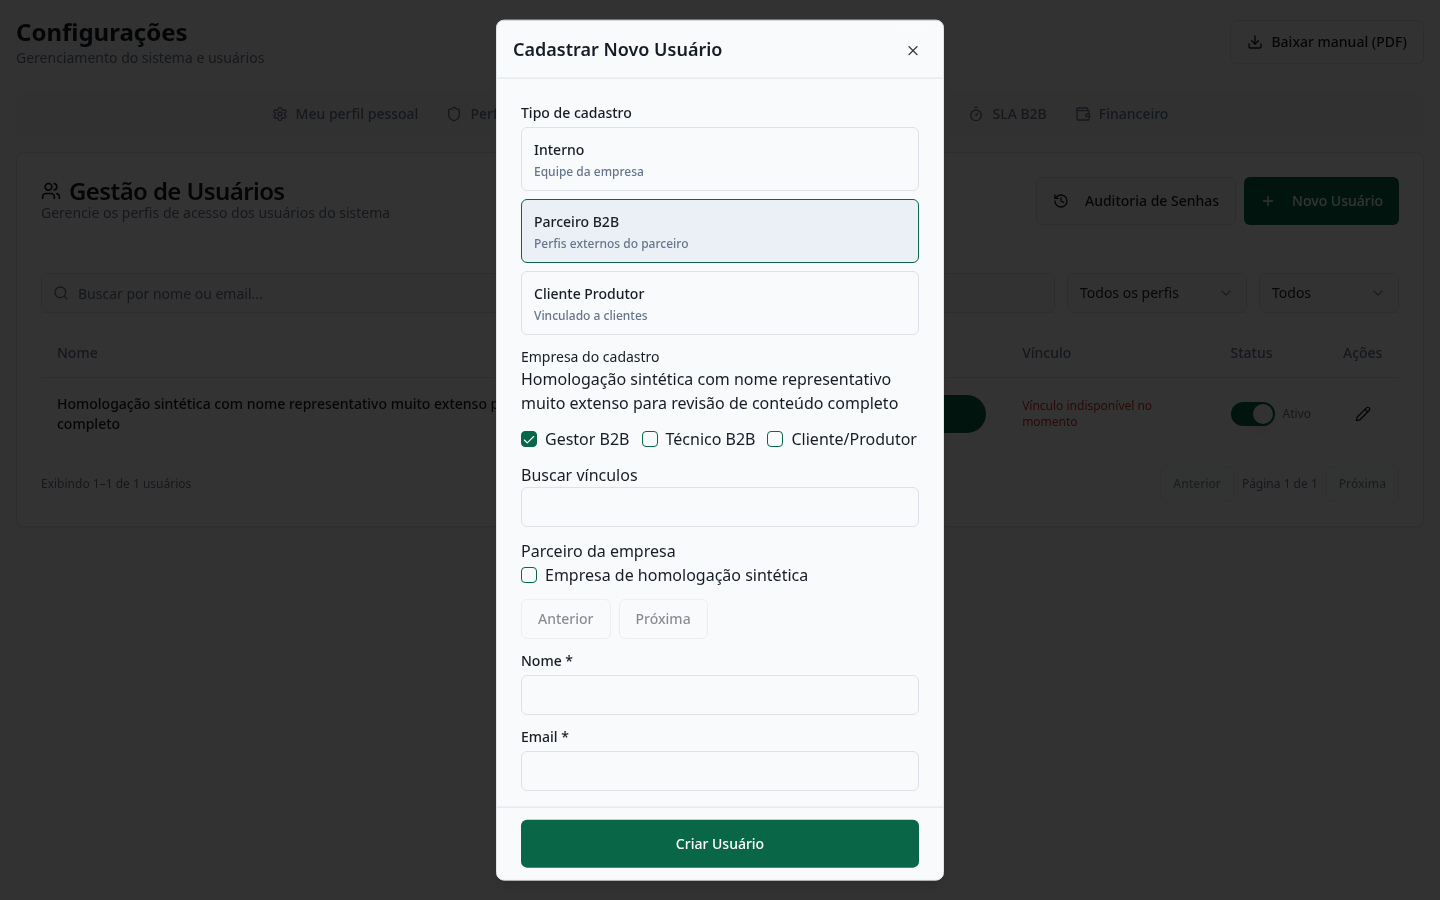 Configurações
Gerenciamento do sistema e usuários
Baixar manual (PDF)
Meu perfil pessoal
SLA B2B
Financeiro
Gestão de Usuários
Gerencie os perfis de acesso dos usuários do sistema
Auditoria de Senhas
Novo Usuário
Buscar por nome ou email...
Todos os perfis
Todos
Nome
Vínculo
Status
Ações
Homologação sintética com nome representativo muito extenso
completo
Vínculo indisponível no
momento
Ativo
Exibindo 1–1 de 1 usuários
Anterior
Página 1 de 1
Próxima
Cadastrar Novo Usuário
Tipo de cadastro
Interno
Equipe da empresa
Parceiro B2B
Perfis externos do parceiro
Cliente Produtor
Vinculado a clientes
Empresa do cadastro
Homologação sintética com nome representativo
muito extenso para revisão de conteúdo completo
Gestor B2B
Técnico B2B
Cliente/Produtor
Buscar vínculos
Parceiro da empresa
Empresa de homologação sintética
Anterior
Próxima
Nome *
Email *
Criar Usuário